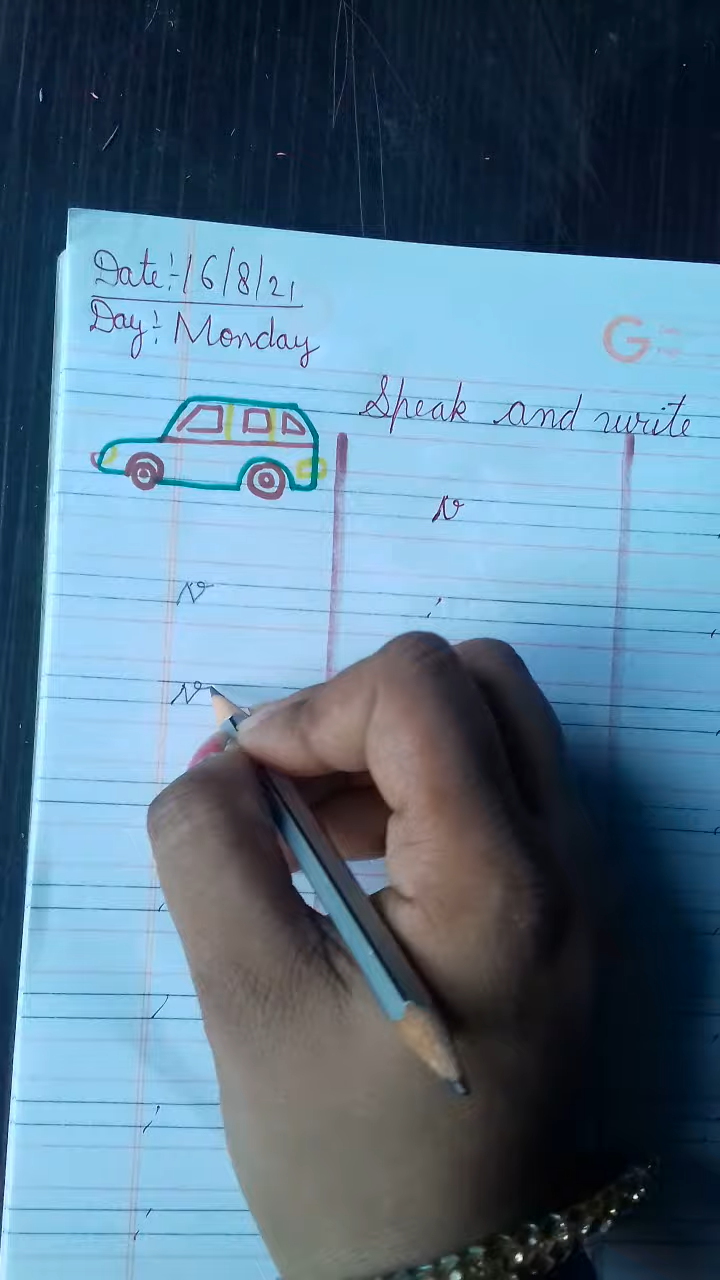 Date:- 16/8/21
Day: Monday
G
Speak and write
v
v
v